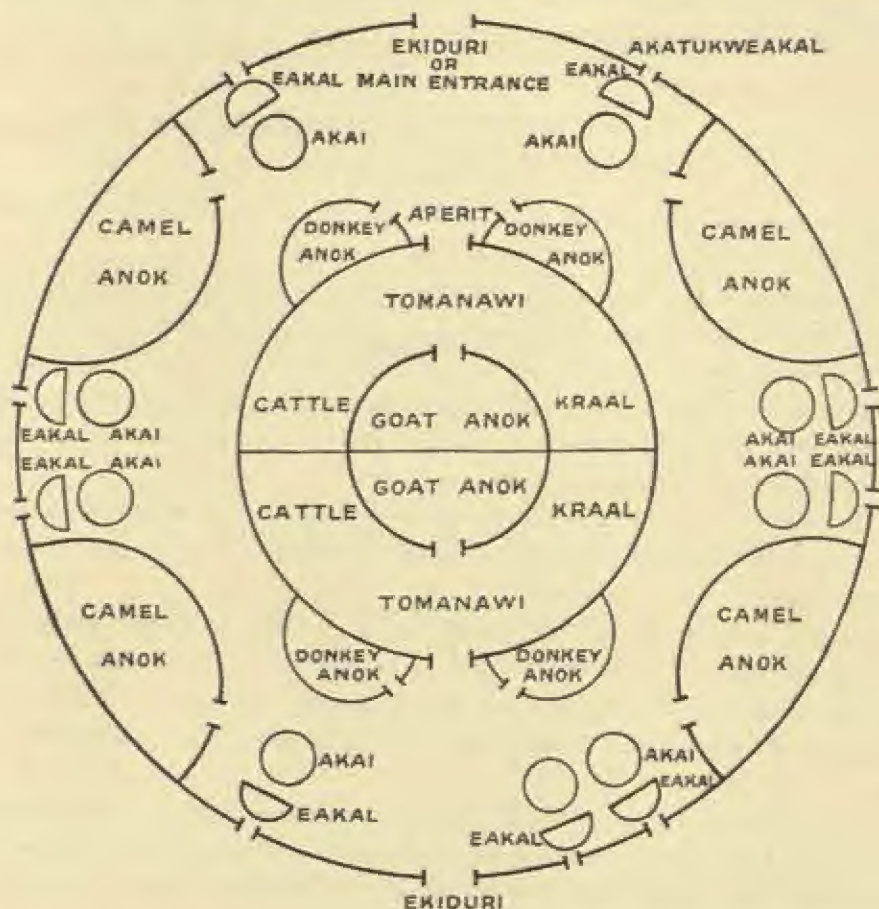 EKIDURI
OR
MAIN ENTRANCE
AKATUKWEAKAL
EAKAL
EAKAL
AKAI
AKAI
DONKEY
ANOK
APERIT
DONKEY
ANOK
CAMEL
ANOK
CAMEL
ANOK
TOMANAWI
CATTLE
KRAAL
GOAT ANOK
EAKAL AKAI
EAKAL AKAI
AKAI EAKAL
AKAI EAKAL
GOAT ANOK
CATTLE
KRAAL
TOMANAWI
CAMEL
ANOK
CAMEL
ANOK
DONKEY
ANOK
DONKEY
ANOK
AKAI
EAKAL
AKAI
EAKAL
EAKAL
EKIDURI